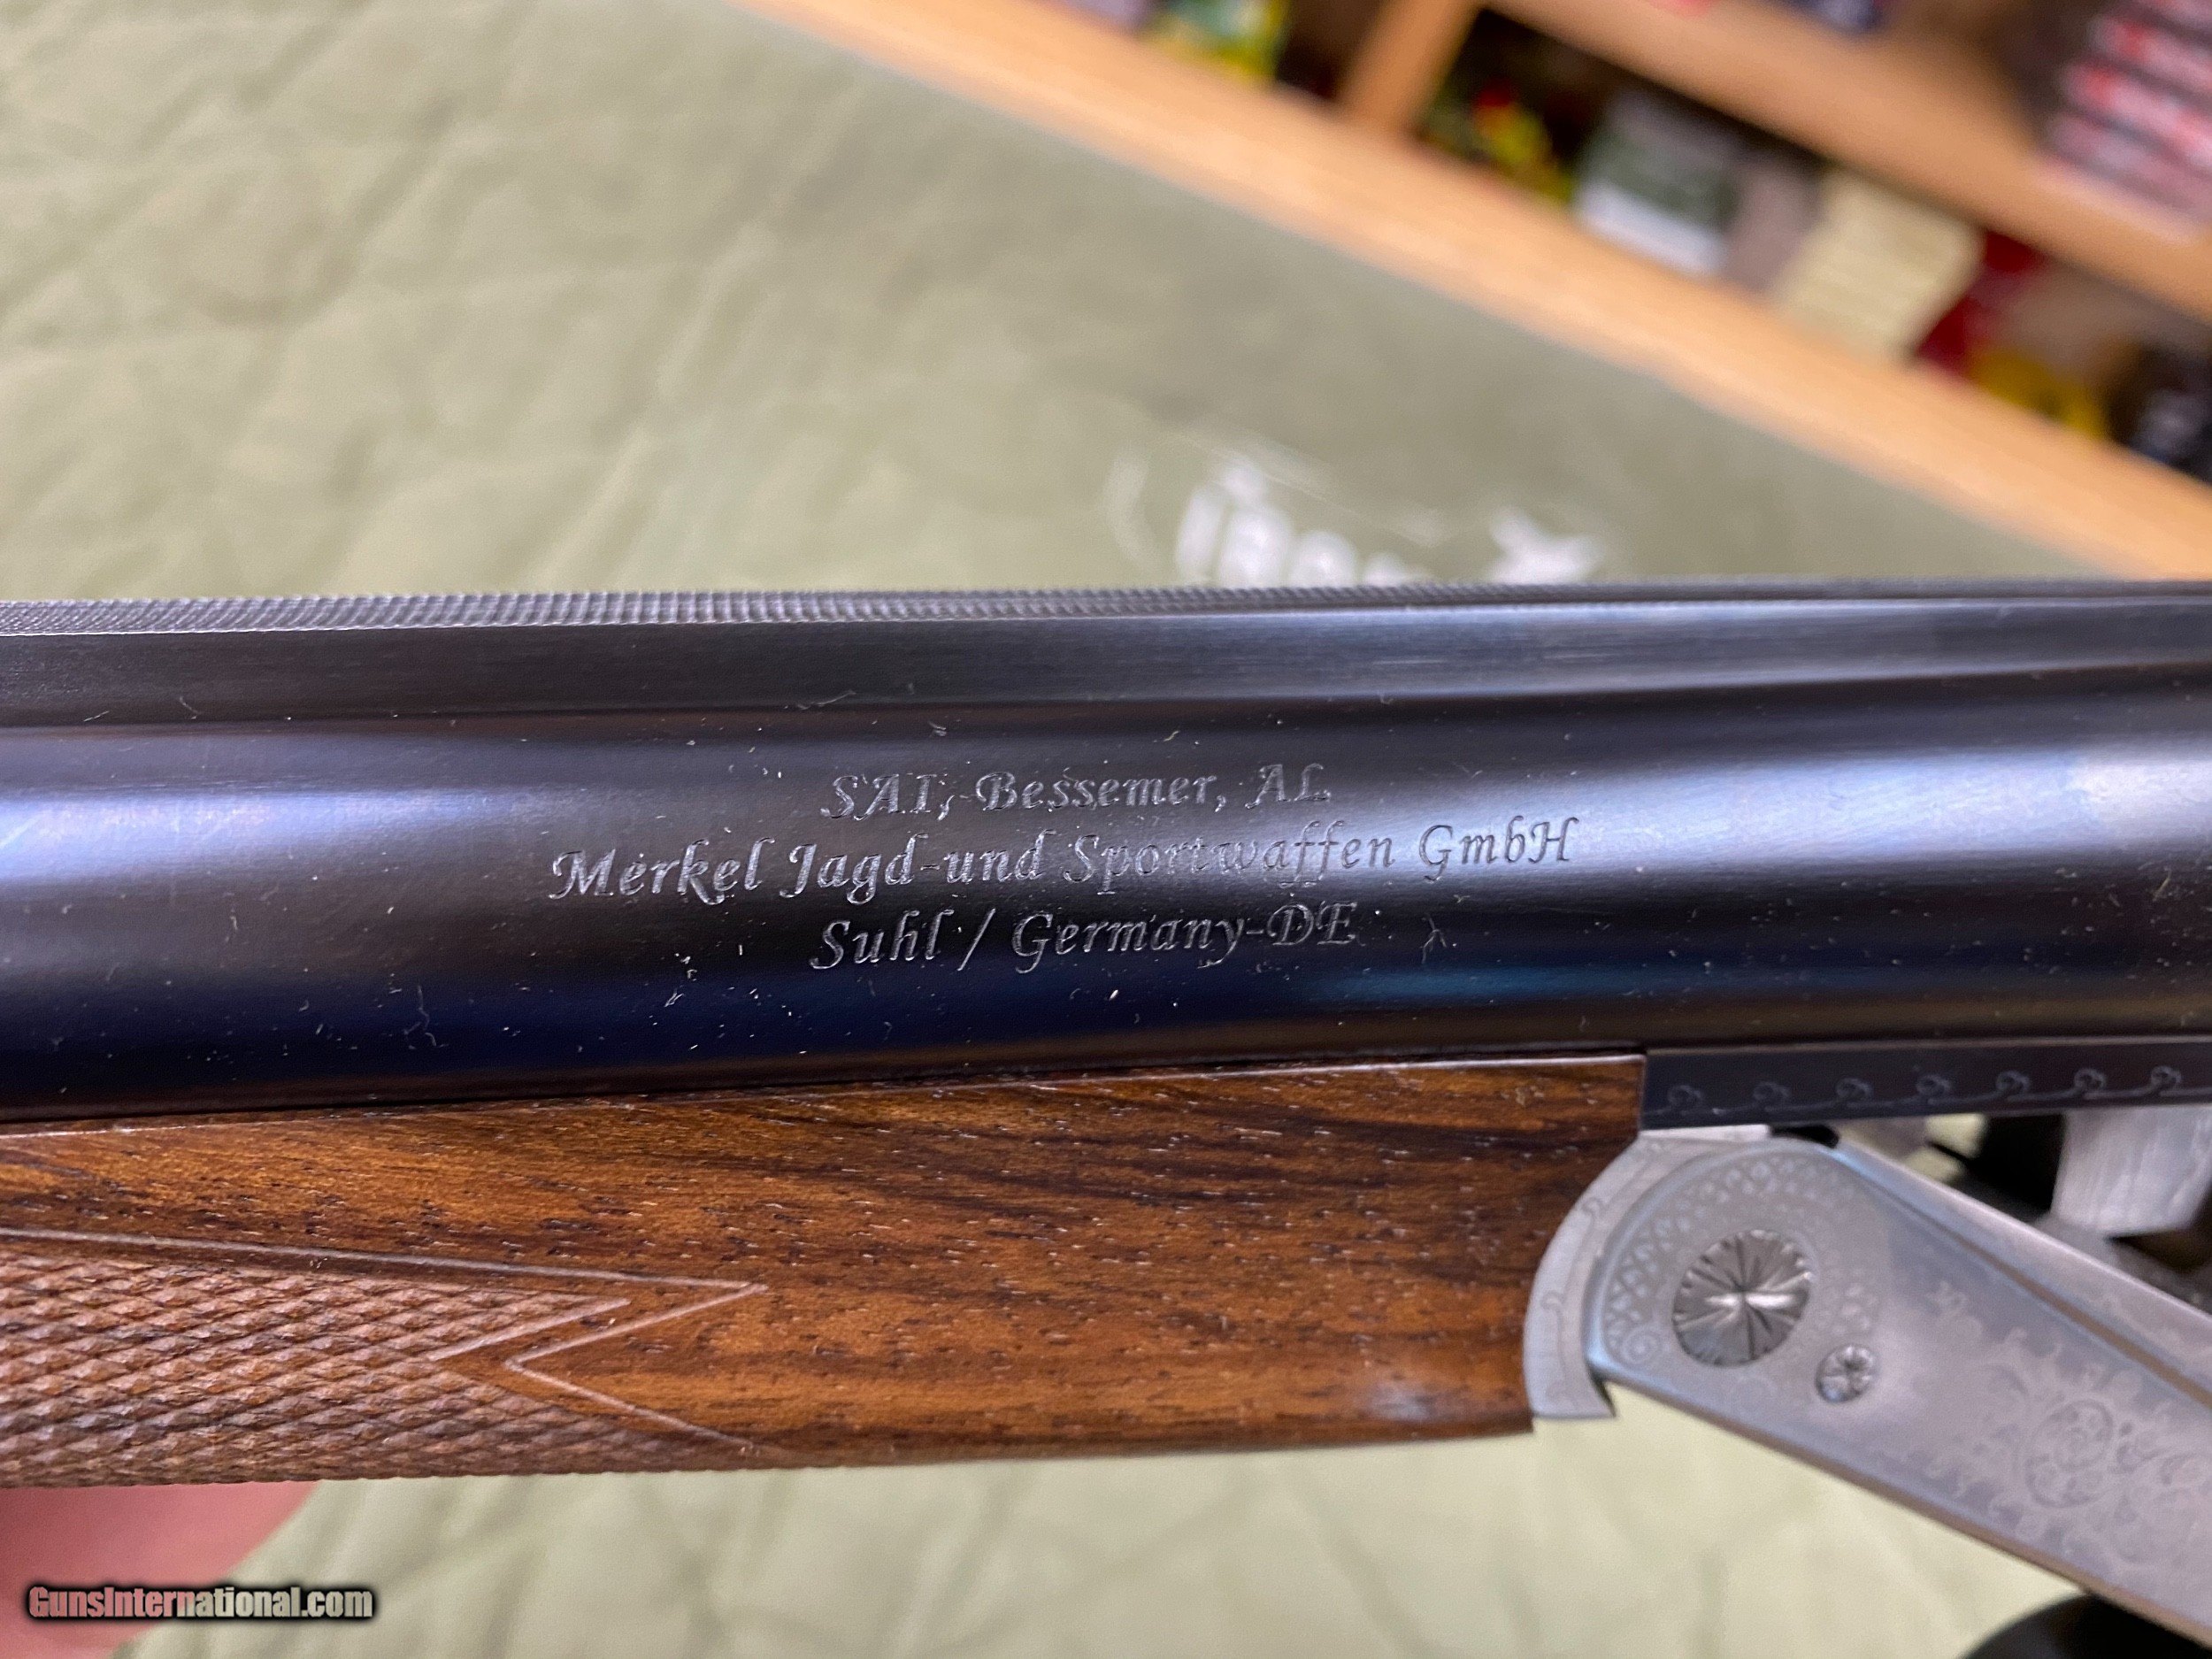 SAI, Bessemer, AL
Merkel Jagd-und Sportwaffen GmbH
Suhl / Germany-DE
GunsInternational.com